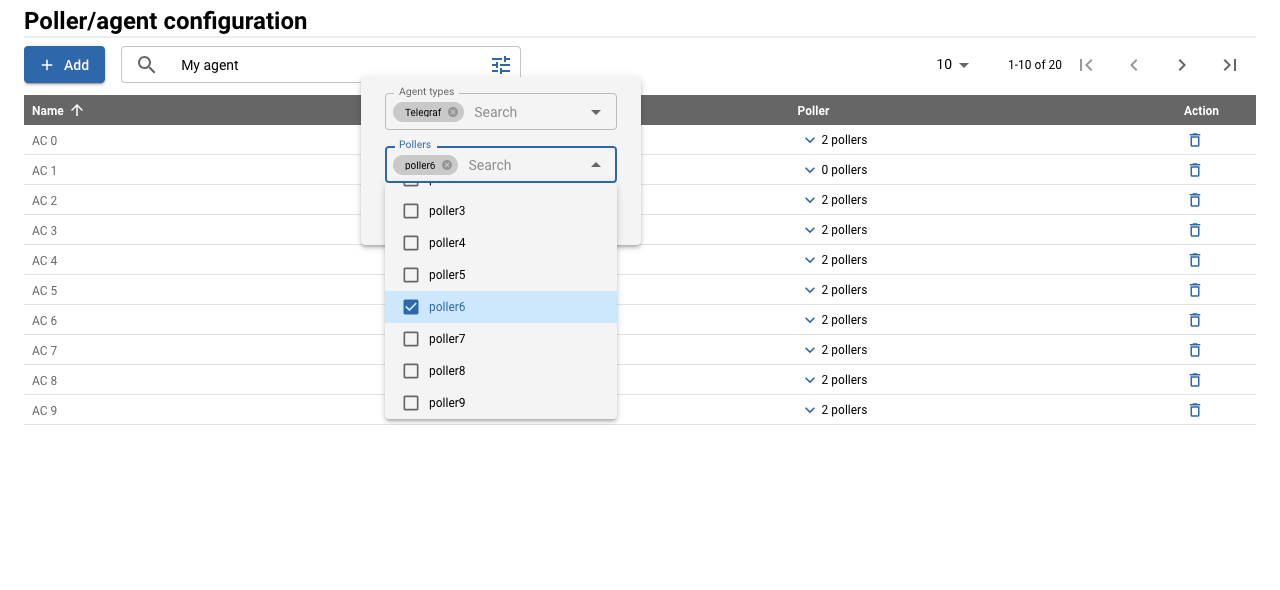 Poller/agent configuration
Add
My agent
10
1-10 of 20
Agent types
Telegraf
Search
Pollers
poller6
Search
poller3
poller4
poller5
poller6
poller7
poller8
poller9
Name
Poller
Action
AC 0
2 pollers
AC 1
0 pollers
AC 2
2 pollers
AC 3
2 pollers
AC 4
2 pollers
AC 5
2 pollers
AC 6
2 pollers
AC 7
2 pollers
AC 8
2 pollers
AC 9
2 pollers